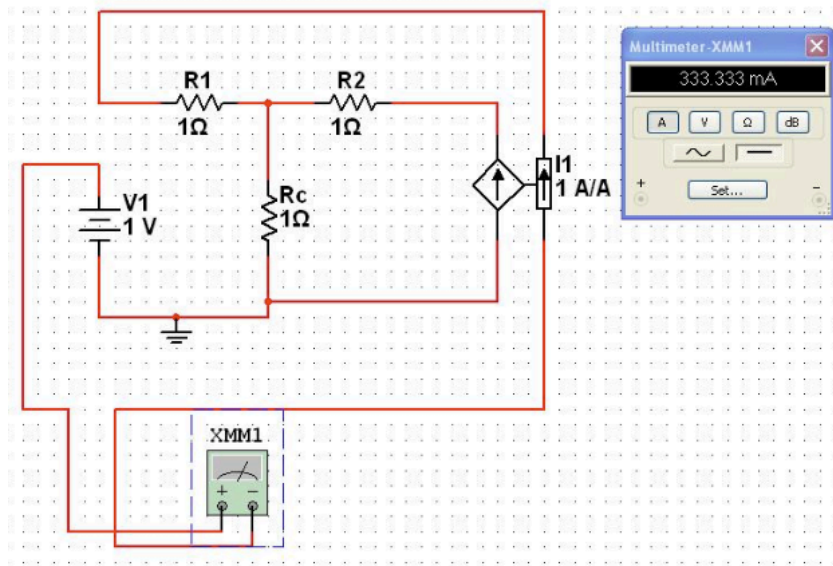 Multimeter-XMM1
333.333 mA
A V Ω dB
+ Set... -
R1
1Ω
R2
1Ω
I1
1 A/A
Rc
1Ω
V1
1 V
XMM1
+ -